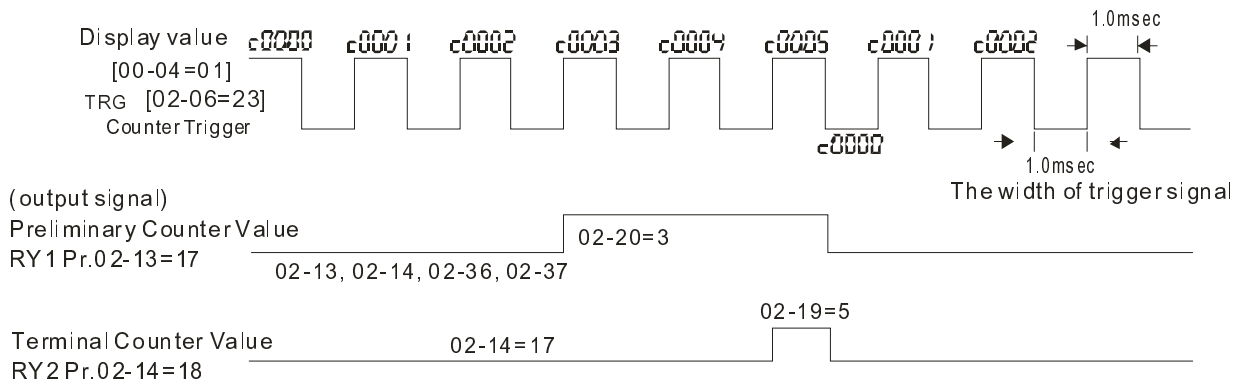 1.0msec
Display value c0000 c0001 c0002 c0003 c0004 c0005 c0001 c0002
[00-04=01]
TRG [02-06=23]
Counter Trigger
c0000
1.0msec
The width of trigger signal
(output signal)
Preliminary Counter Value
02-20=3
RY1 Pr.02-13=17
02-13, 02-14, 02-36, 02-37
02-19=5
Terminal Counter Value
02-14=17
RY2 Pr.02-14=18